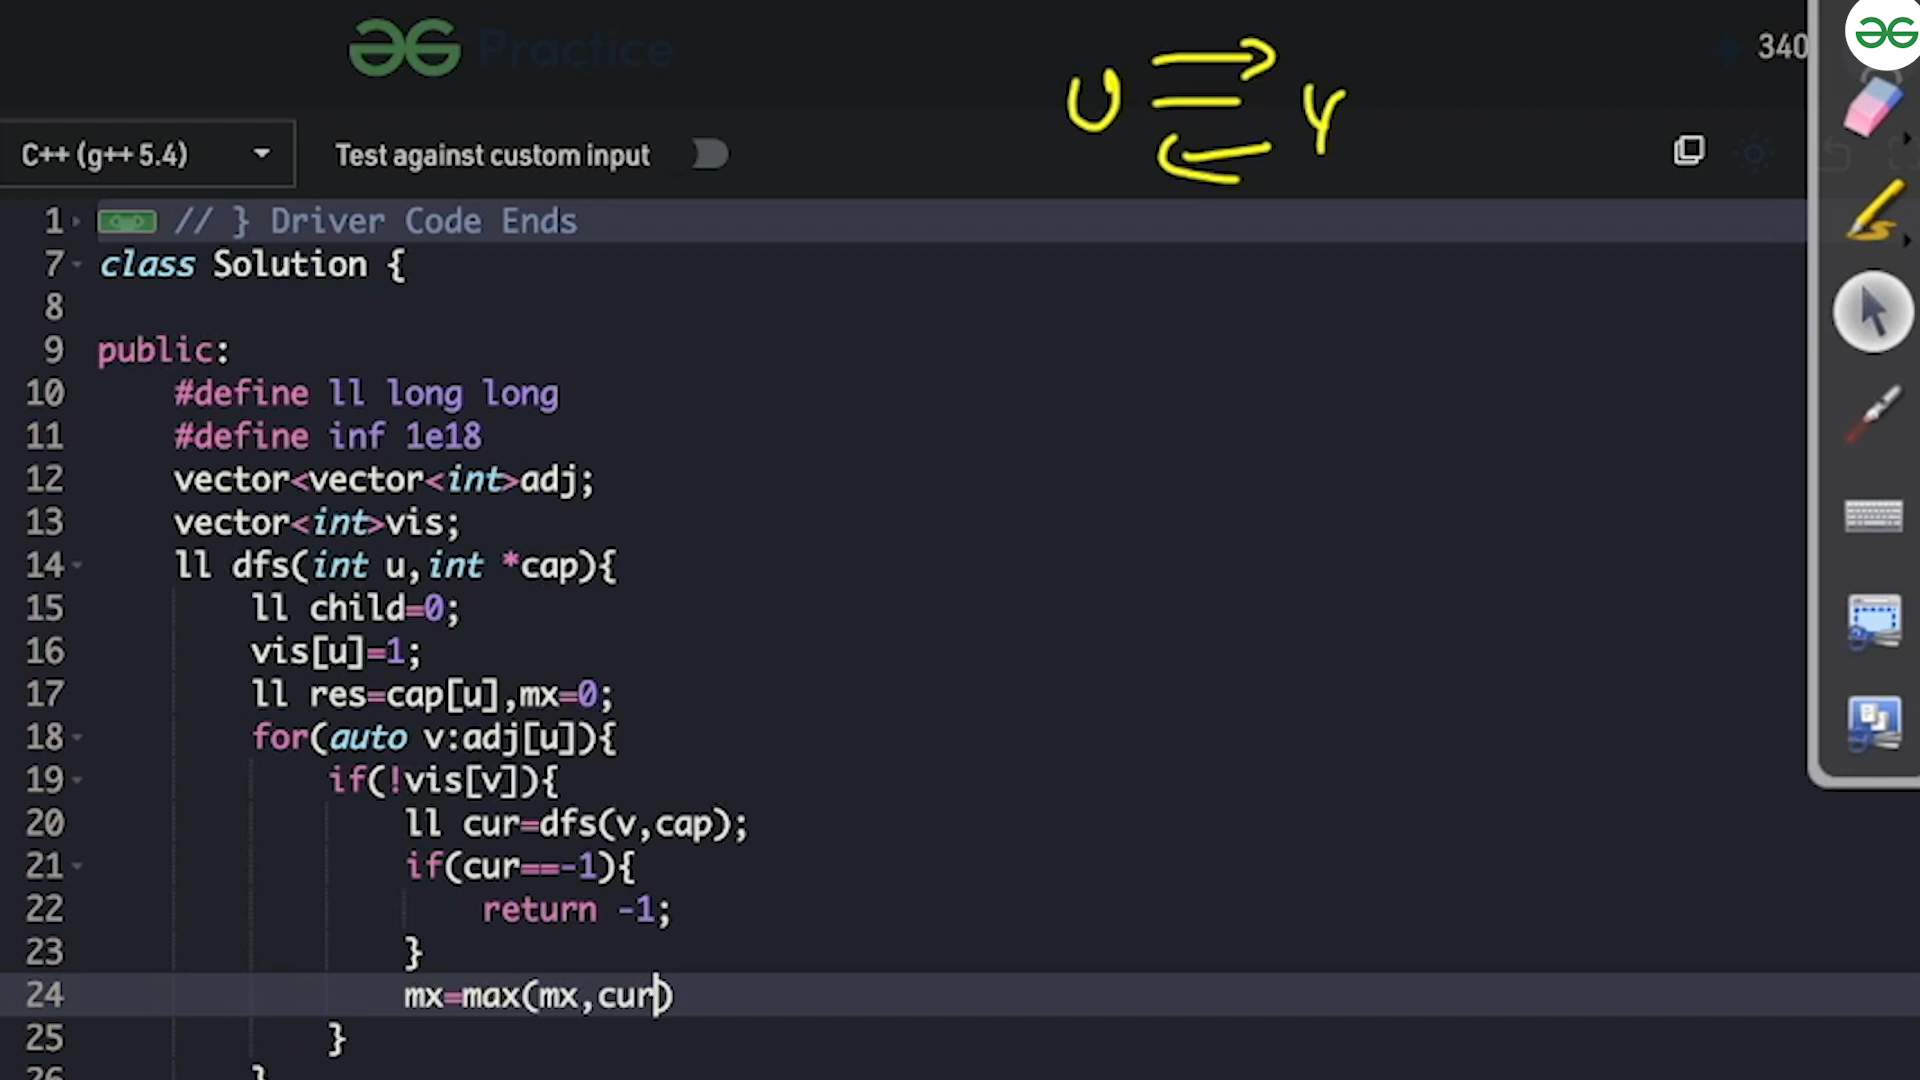 Practice
340
U Y
C++ (g++ 5.4) Test against custom input
1 // } Driver Code Ends
7 class Solution {
8
9 public:
10 #define ll long long
11 #define inf 1e18
12 vector<vector<int>adj;
13 vector<int>vis;
14 ll dfs(int u,int *cap){
15 ll child=0;
16 vis[u]=1;
17 ll res=cap[u],mx=0;
18 for(auto v:adj[u]){
19 if(!vis[v]){
20 ll cur=dfs(v,cap);
21 if(cur==-1){
22 return -1;
23 }
24 mx=max(mx,cur)
25 }
26 }